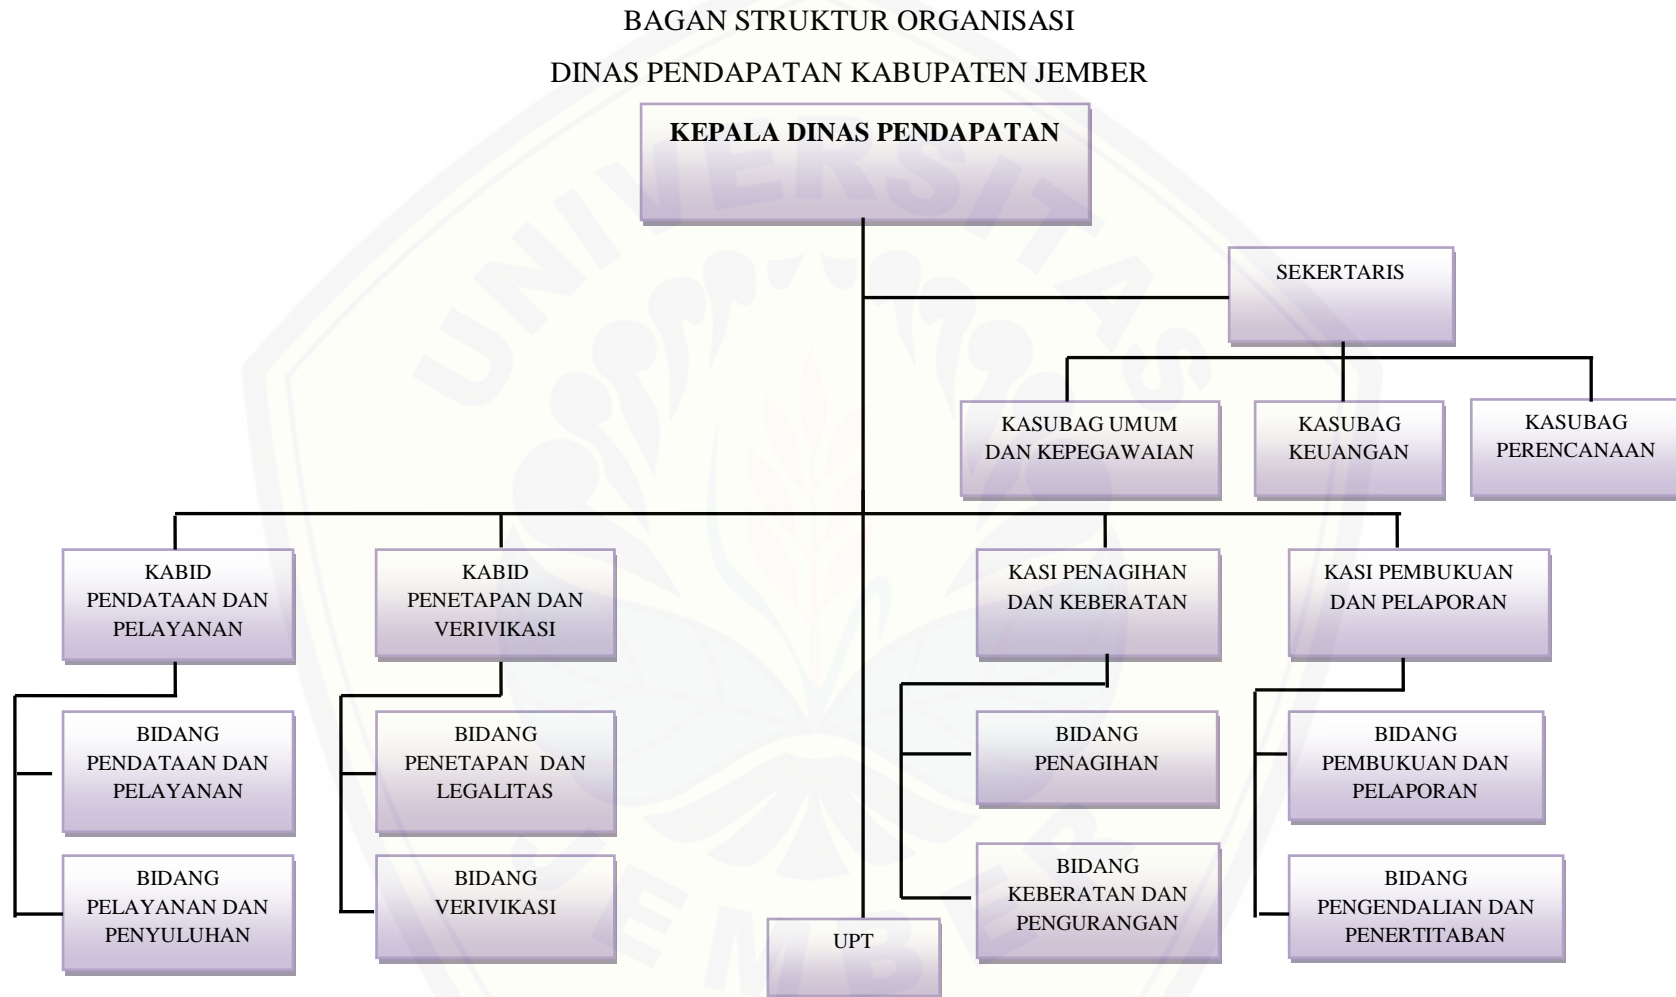 BAGAN STRUKTUR ORGANISASI
DINAS PENDAPATAN KABUPATEN JEMBER
KEPALA DINAS PENDAPATAN
SEKERTARIS
KASUBAG UMUM
DAN KEPEGAWAIAN
KASUBAG
KEUANGAN
KASUBAG
PERENCANAAN
KABID
PENDATAAN DAN
PELAYANAN
KABID
PENETAPAN DAN
VERIVIKASI
KASI PENAGIHAN
DAN KEBERATAN
KASI PEMBUKUAN
DAN PELAPORAN
BIDANG
PENDATAAN DAN
PELAYANAN
BIDANG
PENETAPAN DAN
LEGALITAS
BIDANG
PENAGIHAN
BIDANG
PEMBUKUAN DAN
PELAPORAN
BIDANG
PELAYANAN DAN
PENYULUHAN
BIDANG
VERIVIKASI
BIDANG
KEBERATAN DAN
PENGURANGAN
BIDANG
PENGENDALIAN DAN
PENERTITABAN
UPT
UNIVERSITAS
JEMBER